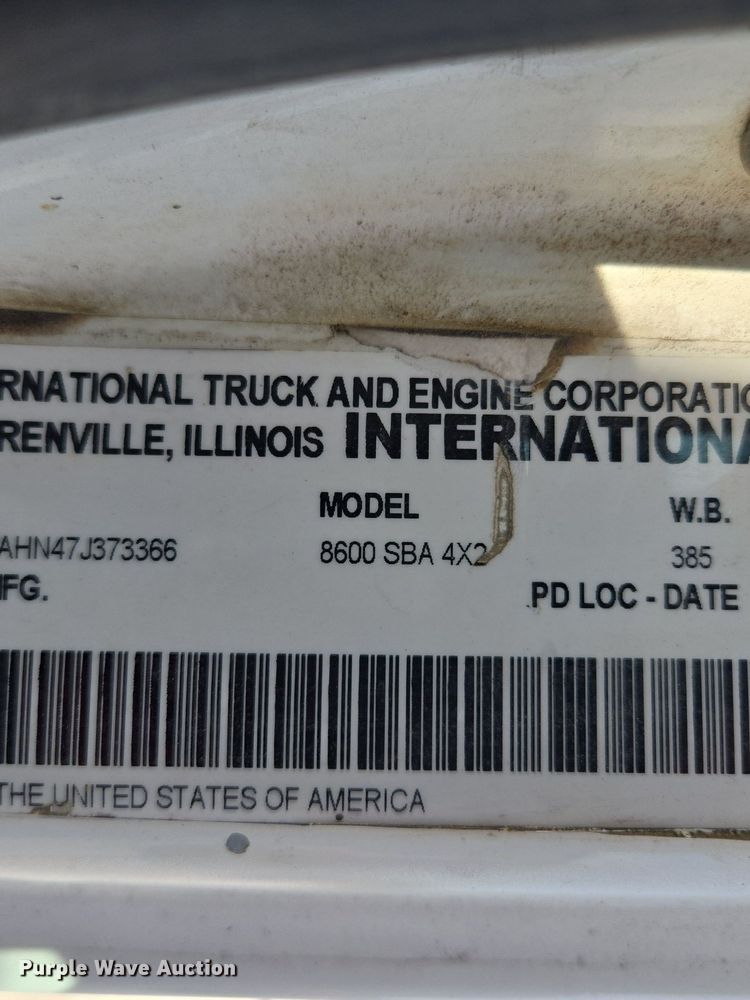 RNATIONAL TRUCK AND ENGINE CORPORATIO
RENVILLE, ILLINOIS INTERNATIONA
MODEL W.B.
AHN47J373366 8600 SBA 4X2 385
FG. PD LOC - DATE
THE UNITED STATES OF AMERICA
Purple Wave Auction